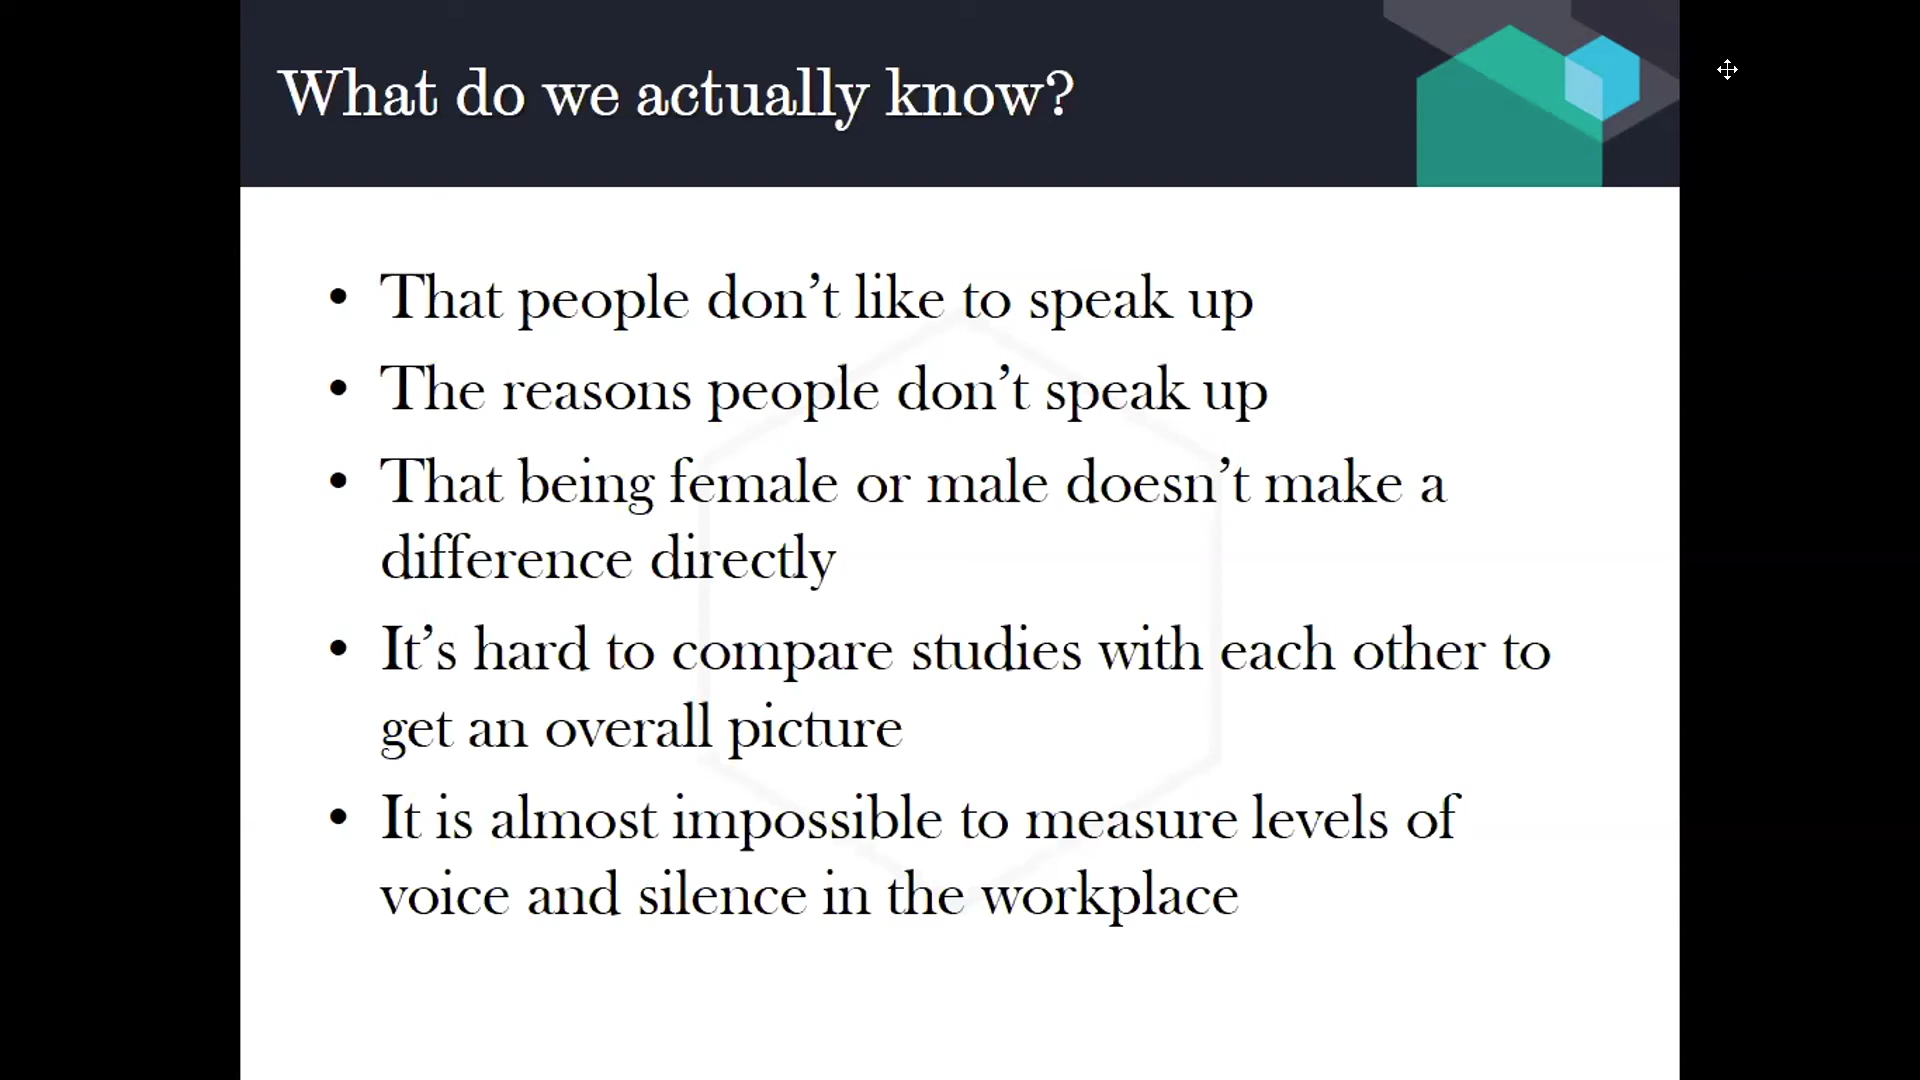 What do we actually know?
• That people don’t like to speak up
• The reasons people don’t speak up
• That being female or male doesn’t make a
difference directly
• It’s hard to compare studies with each other to
get an overall picture
• It is almost impossible to measure levels of
voice and silence in the workplace